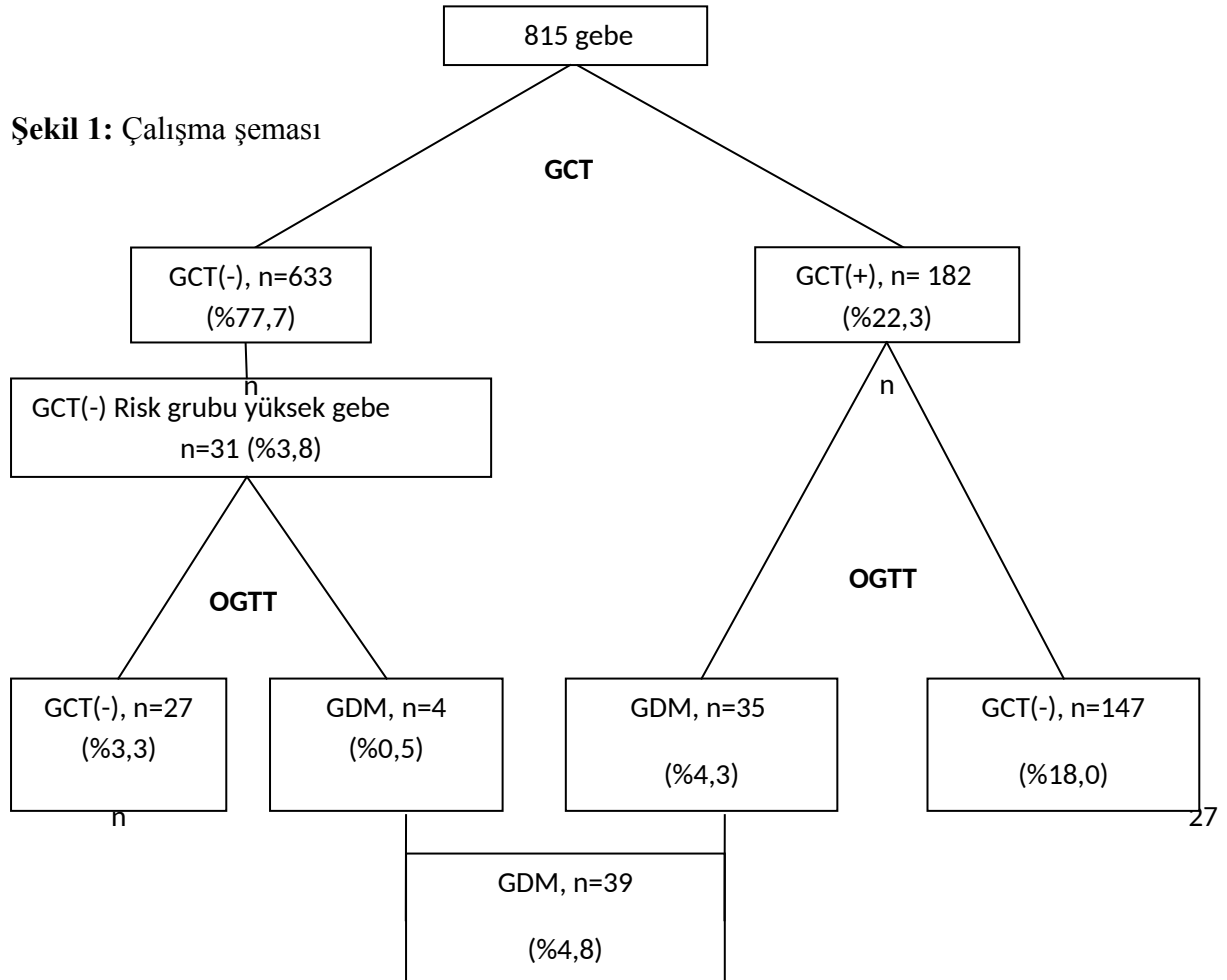 815 gebe
Şekil 1: Çalışma şeması
GCT
GCT(-), n=633
(%77,7)
GCT(+), n= 182
(%22,3)
n
n
GCT(-) Risk grubu yüksek gebe
n=31 (%3,8)
OGTT
OGTT
GCT(-), n=27
(%3,3)
GDM, n=4
(%0,5)
GDM, n=35
(%4,3)
GCT(-), n=147
(%18,0)
n
27
GDM, n=39
(%4,8)